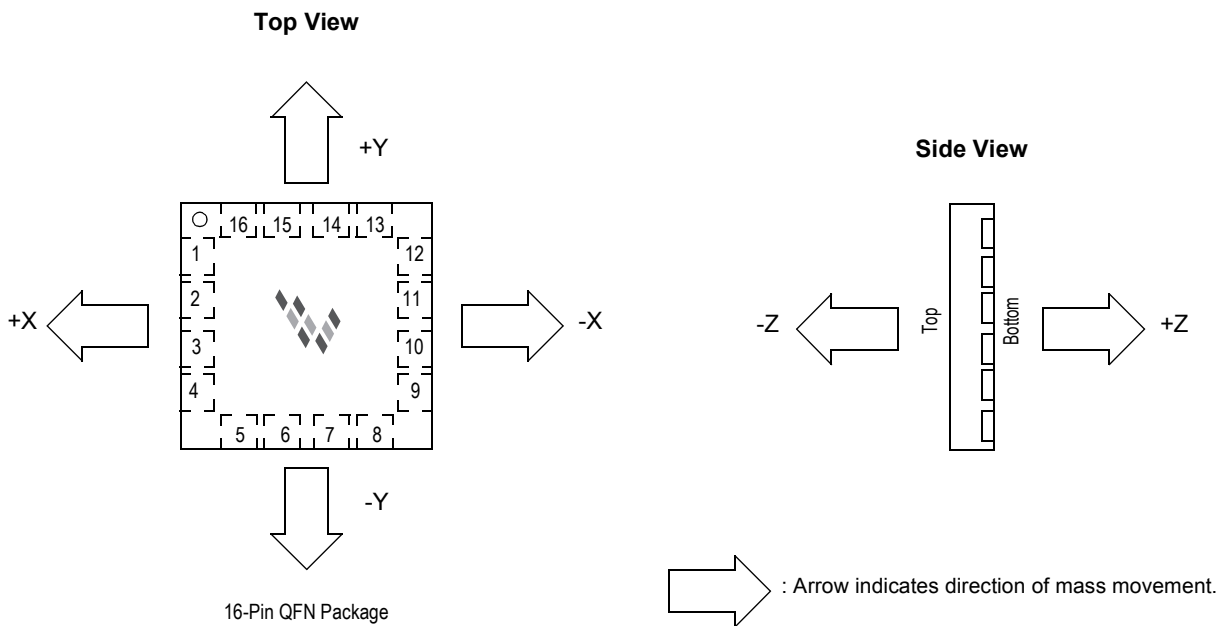 Top View
+Y
Side View
16 15 14 13
1
2
3
4
12
11
10
9
5 6 7 8
+X
-X
-Z
Top
Bottom
+Z
-Y
16-Pin QFN Package
: Arrow indicates direction of mass movement.